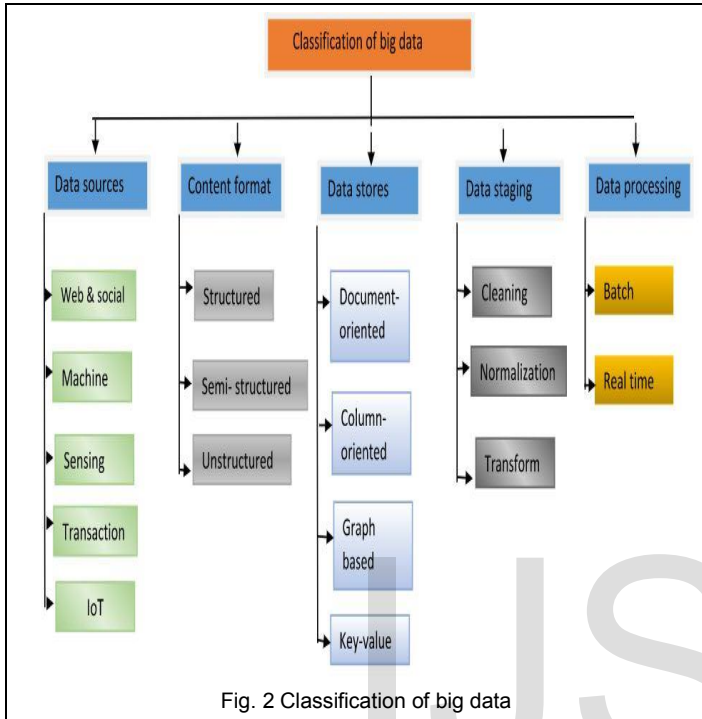 Classification of big data
Data sources
Content format
Data stores
Data staging
Data processing
Web & social
Machine
Sensing
Transaction
IoT
Structured
Semi- structured
Unstructured
Document-
oriented
Column-
oriented
Graph
based
Key-value
Cleaning
Normalization
Transform
Batch
Real time
Fig. 2 Classification of big data